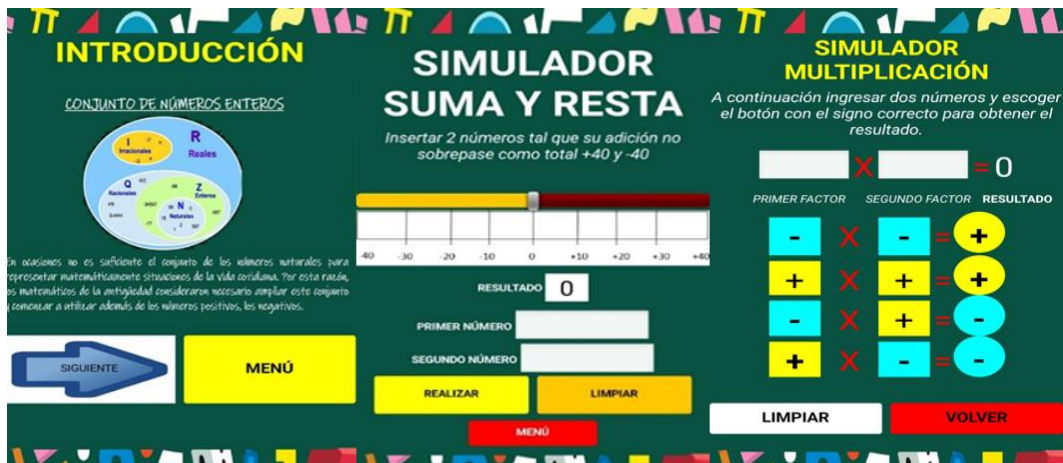 INTRODUCCIÓN
CONJUNTO DE NÚMEROS ENTEROS
I
Irracionales
R
Reales
Q
Racionales
Z
Enteros
N
Naturales
En ocasiones no es suficiente el conjunto de los números naturales para
representar matemáticamente situaciones de la vida cotidiana. Por esta razón,
os matemáticos de la antigüedad consideraron necesario ampliar este conjunto
y comenzar a utilizar además de los números positivos, los negativos.
SIGUIENTE
MENÚ
SIMULADOR
SUMA Y RESTA
Insertar 2 números tal que su adición no
sobrepase como total +40 y -40
-40 -30 -20 -10 0 +10 +20 +30 +40
RESULTADO 0
PRIMER NÚMERO
SEGUNDO NÚMERO
REALIZAR LIMPIAR
MENÚ
SIMULADOR
MULTIPLICACIÓN
A continuación ingresar dos números y escoger
el botón con el signo correcto para obtener el
resultado.
X = 0
PRIMER FACTOR SEGUNDO FACTOR RESULTADO
- X - = +
+ X + = +
- X + = -
+ X - = -
LIMPIAR VOLVER